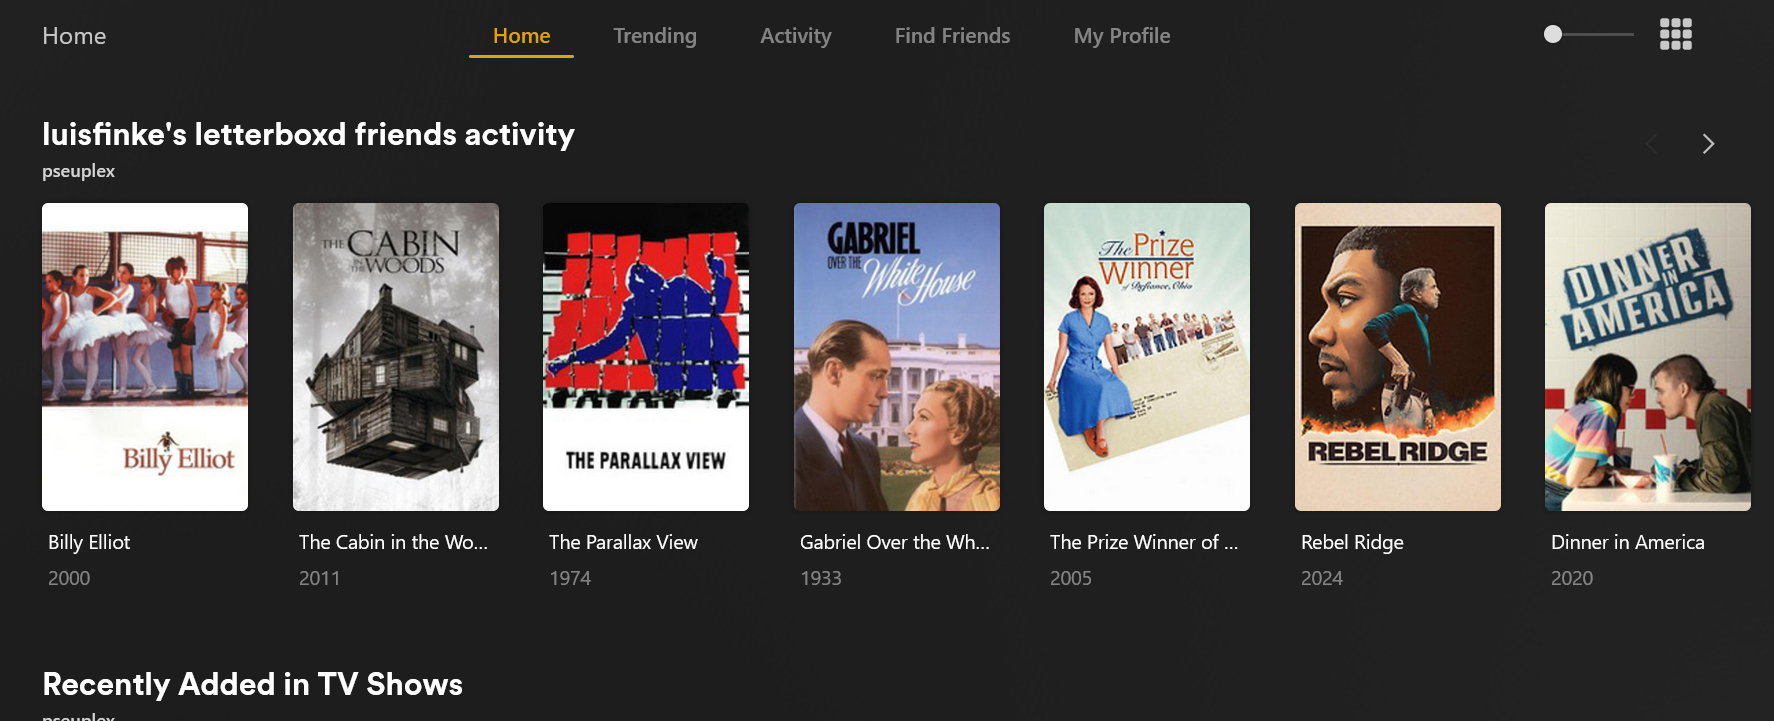 Home
Home
Trending
Activity
Find Friends
My Profile
luisfinke's letterboxd friends activity
pseuplex
Billy Elliot
THE CABIN
IN THE WOODS
THE PARALLAX VIEW
GABRIEL
OVER THE
White House
The Prize
Winner
of Defiance, Ohio
REBEL RIDGE
DINNER
IN
AMERICA
Billy Elliot
2000
The Cabin in the Wo...
2011
The Parallax View
1974
Gabriel Over the Wh...
1933
The Prize Winner of ...
2005
Rebel Ridge
2024
Dinner in America
2020
Recently Added in TV Shows
pseuplex